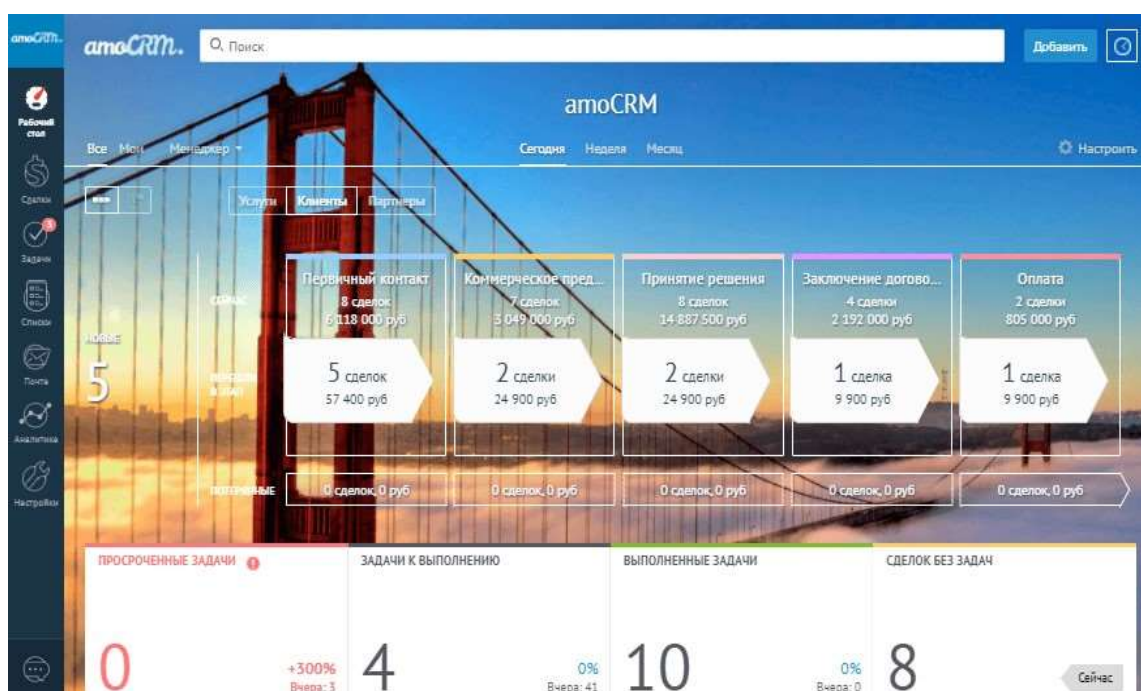 amoCRM.
amoCRM.
Поиск
Добавить
amoCRM
Все Мои Менеджер
Сегодня Неделя Месяц
Настроить
Услуги Клиенты Партнеры
Рабочий
стол
Сделки
3
Задачи
Списки
Почта
Аналитика
Настройки
НОВЫЕ
5
СЕЙЧАС
Первичный контакт
8 сделок
6 118 000 руб
Коммерческое пред...
7 сделок
3 049 000 руб
Принятие решения
8 сделок
14 887 500 руб
Заключение догово...
4 сделки
2 192 000 руб
Оплата
2 сделки
805 000 руб
В ЭТАП
5 сделок
57 400 руб
2 сделки
24 900 руб
2 сделки
24 900 руб
1 сделка
9 900 руб
1 сделка
9 900 руб
ПОТЕРЯННЫЕ
0 сделок, 0 руб
0 сделок, 0 руб
0 сделок, 0 руб
0 сделок, 0 руб
0 сделок, 0 руб
ПРОСРОЧЕННЫЕ ЗАДАЧИ
0
+300%
Вчера: 3
ЗАДАЧИ К ВЫПОЛНЕНИЮ
4
0%
Вчера: 41
ВЫПОЛНЕННЫЕ ЗАДАЧИ
10
0%
Вчера: 0
СДЕЛОК БЕЗ ЗАДАЧ
8
Сейчас